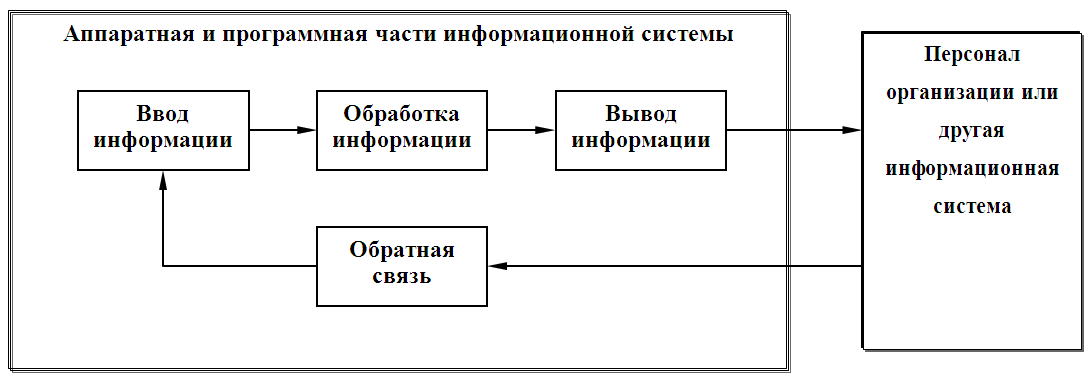 Аппаратная и программная части информационной системы
Ввод
информации
Обработка
информации
Вывод
информации
Обратная
связь
Персонал
организации или
другая
информационная
система